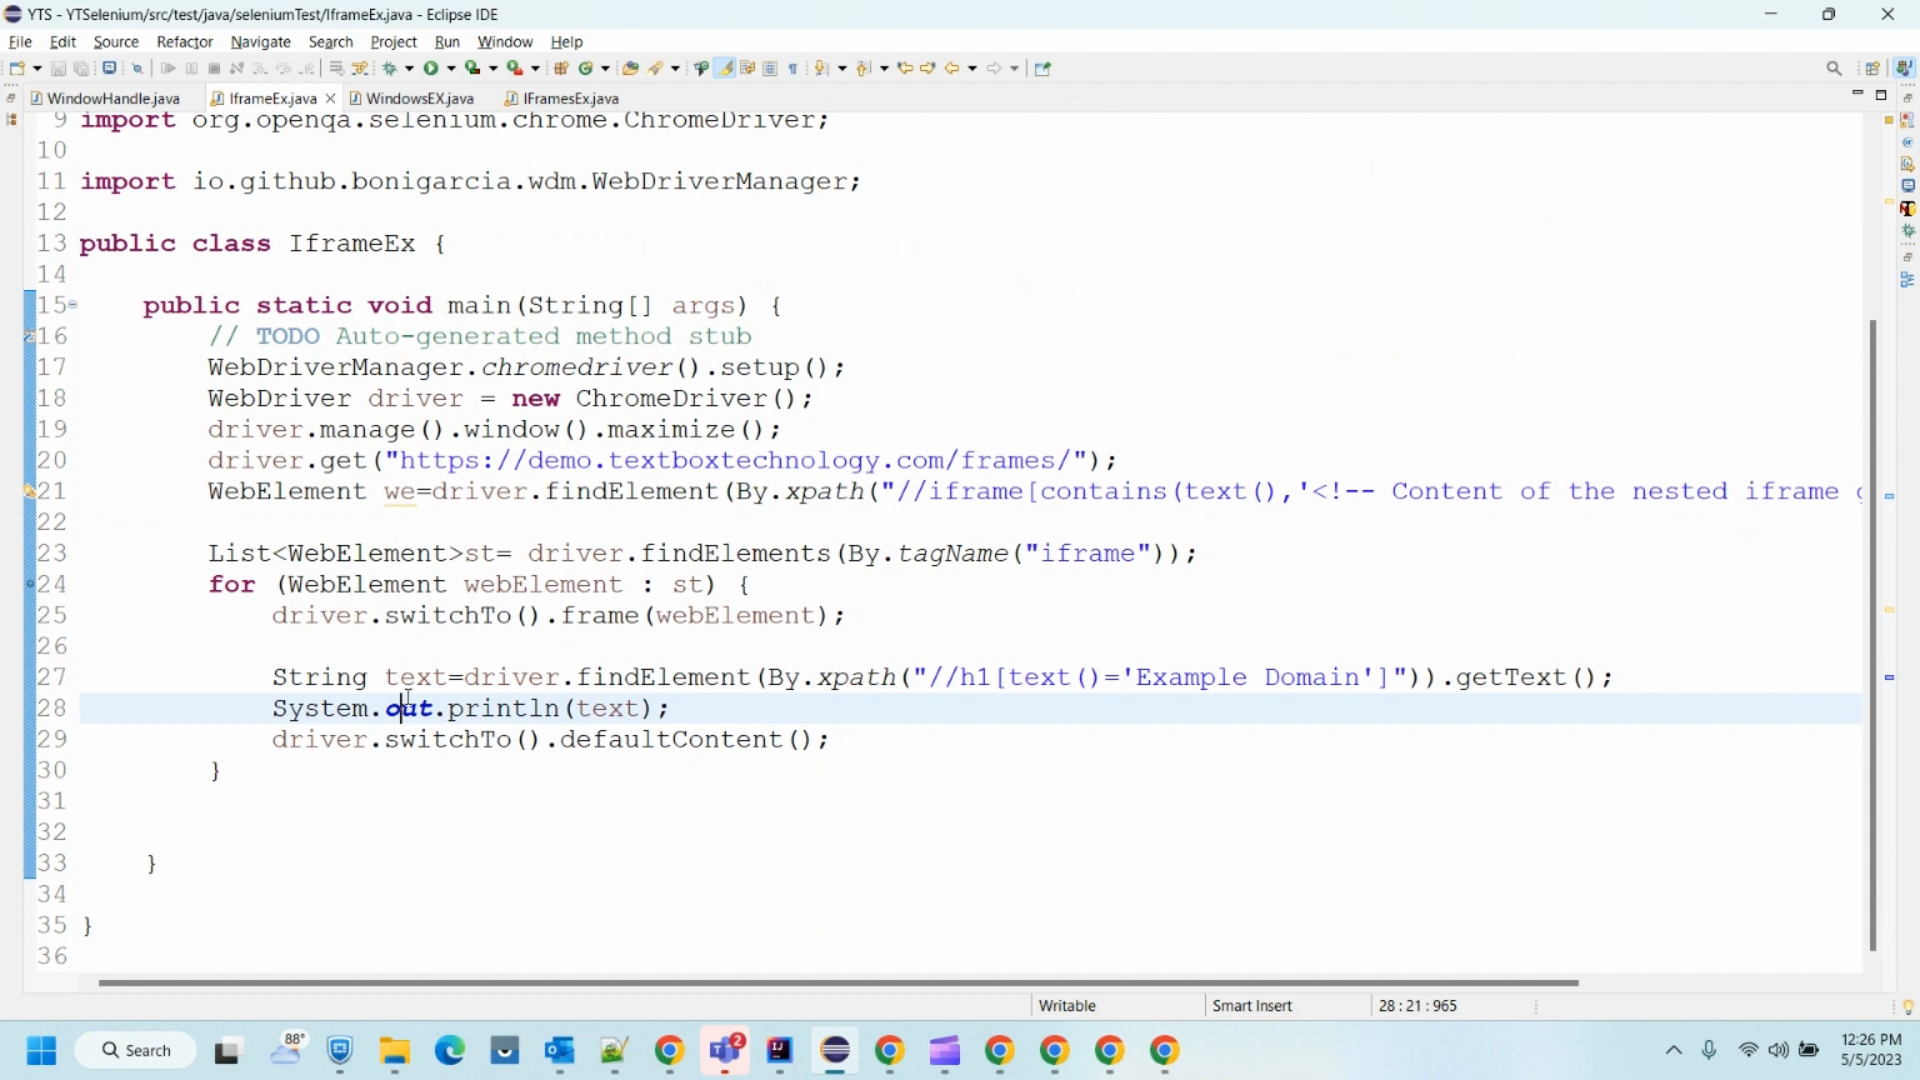 YTS - YTSelenium/src/test/java/seleniumTest/IframeEx.java - Eclipse IDE
File Edit Source Refactor Navigate Search Project Run Window Help
WindowHandle.java IframeEx.java WindowsEX.java IFramesEx.java
9 import org.openqa.selenium.chrome.ChromeDriver;
10
11 import io.github.bonigarcia.wdm.WebDriverManager;
12
13 public class IframeEx {
14
15 public static void main(String[] args) {
16 // TODO Auto-generated method stub
17 WebDriverManager.chromedriver().setup();
18 WebDriver driver = new ChromeDriver();
19 driver.manage().window().maximize();
20 driver.get("https://demo.textboxtechnology.com/frames/");
21 WebElement we=driver.findElement(By.xpath("//iframe[contains(text(),'<!-- Content of the nested iframe
22
23 List<WebElement>st= driver.findElements(By.tagName("iframe"));
24 for (WebElement webElement : st) {
25 driver.switchTo().frame(webElement);
26
27 String text=driver.findElement(By.xpath("//h1[text()='Example Domain']")).getText();
28 System.out.println(text);
29 driver.switchTo().defaultContent();
30 }
31
32
33 }
34
35 }
36
Writable Smart Insert 28 : 21 : 965
Search 88° 2 12:26 PM
5/5/2023